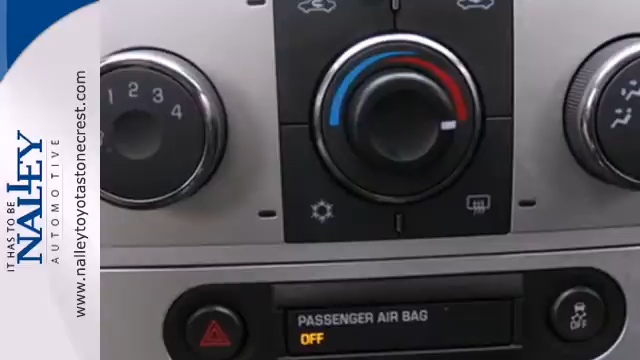 IT HAS TO BE
NALLEY
AUTOMOTIVE
www.nalleytoyotastonecrest.com
1 2 3 4
PASSENGER AIR BAG
OFF
OFF